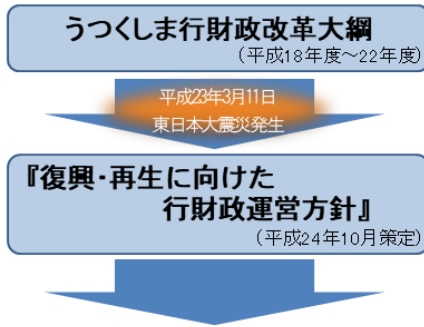 うつくしま行財政改革大綱
（平成18年度～22年度）
平成23年3月11日
東日本大震災発生
『復興・再生に向けた
行財政運営方針』
（平成24年10月策定）